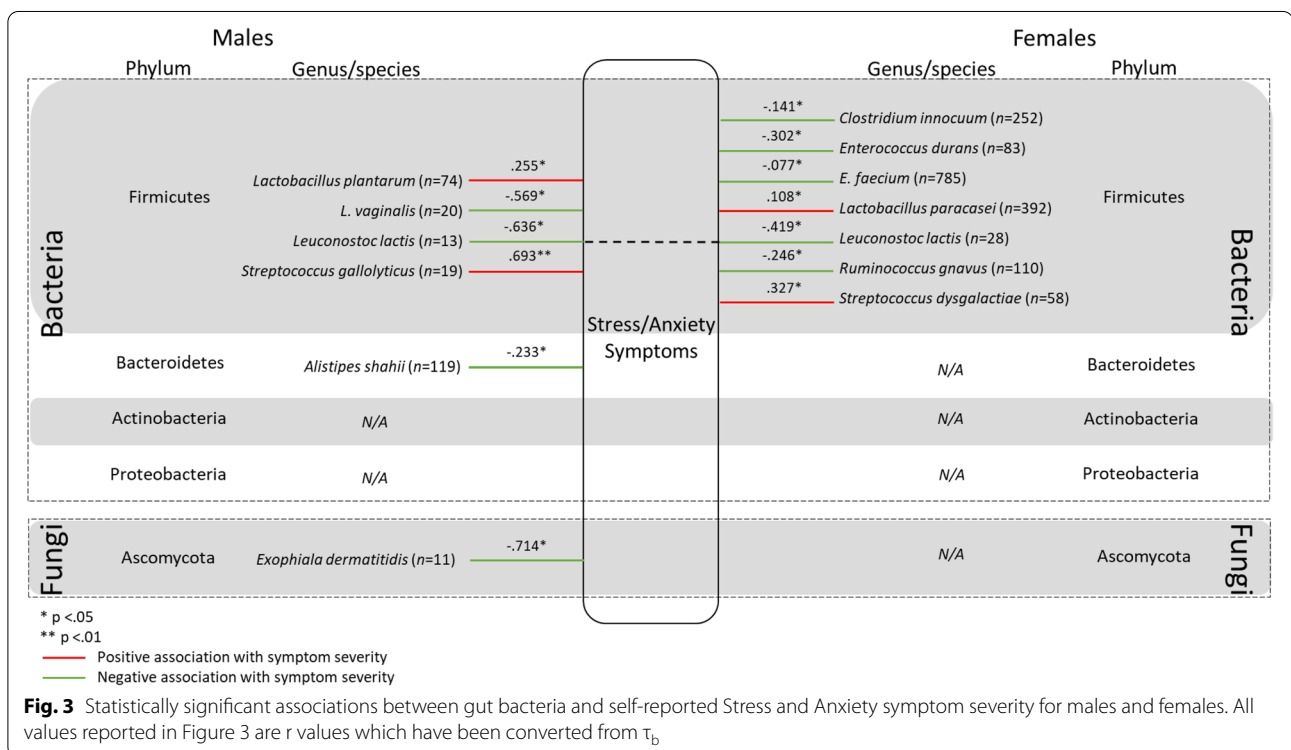 Males
Females
Phylum
Genus/species
Genus/species
Phylum
Bacteria
Firmicutes
.255*
Lactobacillus plantarum (n=74)
-.569*
L. vaginalis (n=20)
-.636*
Leuconostoc lactis (n=13)
.693**
Streptococcus gallolyticus (n=19)
Bacteroidetes
-.233*
Alistipes shahii (n=119)
Actinobacteria
N/A
Proteobacteria
N/A
Fungi
Ascomycota
-.714*
Exophiala dermatitidis (n=11)
Stress/Anxiety
Symptoms
-.141*
Clostridium innocuum (n=252)
-.302*
Enterococcus durans (n=83)
-.077*
E. faecium (n=785)
.108*
Lactobacillus paracasei (n=392)
-.419*
Leuconostoc lactis (n=28)
-.246*
Ruminococcus gnavus (n=110)
.327*
Streptococcus dysgalactiae (n=58)
Firmicutes
Bacteria
N/A
Bacteroidetes
N/A
Actinobacteria
N/A
Proteobacteria
N/A
Ascomycota
Fungi
* p <.05
** p <.01
Positive association with symptom severity
Negative association with symptom severity
Fig. 3 Statistically significant associations between gut bacteria and self-reported Stress and Anxiety symptom severity for males and females. All
values reported in Figure 3 are r values which have been converted from τb